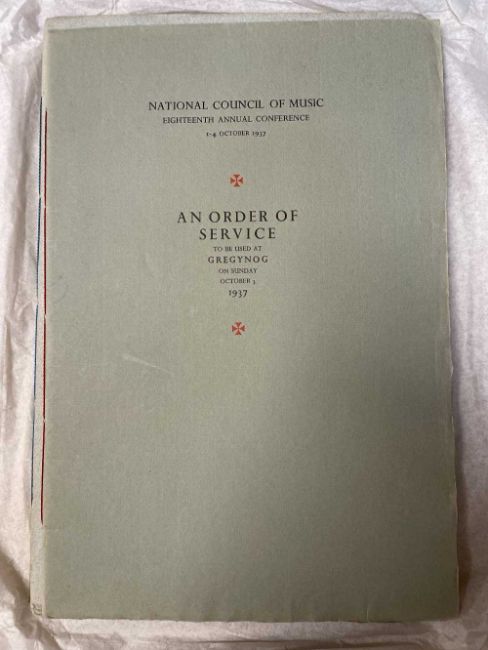 NATIONAL COUNCIL OF MUSIC
EIGHTEENTH ANNUAL CONFERENCE
1-4 OCTOBER 1937
AN ORDER OF
SERVICE
TO BE USED AT
GREGYNOG
ON SUNDAY
OCTOBER 3
1937